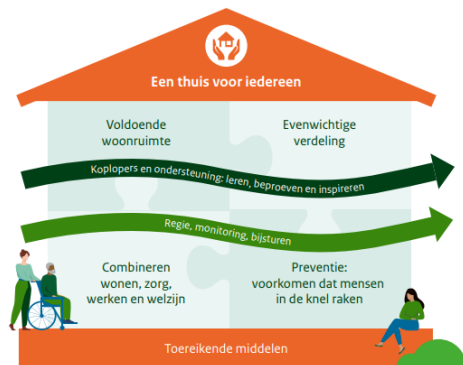 Een thuis voor iedereen
Voldoende
woonruimte
Evenwichtige
verdeling
Koplopers en ondersteuning: leren, beproeven en inspireren
Regie, monitoring, bijsturen
Combineren
wonen, zorg,
werken en welzijn
Preventie:
voorkomen dat mensen
in de knel raken
Toereikende middelen